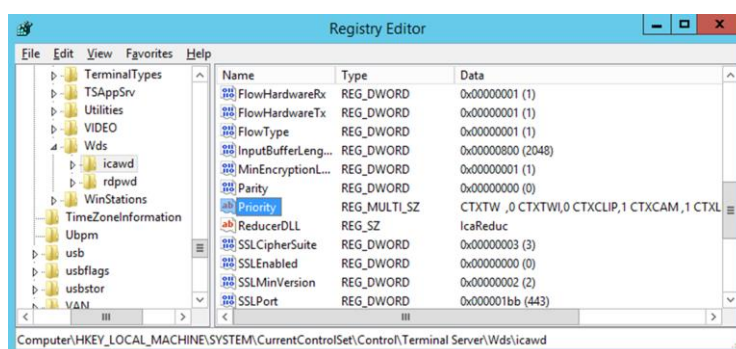 Registry Editor
File Edit View Favorites Help
TerminalTypes
TSAppSrv
Utilities
VIDEO
Wds
icawd
rdpwd
WinStations
TimeZoneInformation
Ubpm
usb
usbflags
usbstor
VAN
Name Type Data
FlowHardwareRx REG_DWORD 0x00000001 (1)
FlowHardwareTx REG_DWORD 0x00000001 (1)
FlowType REG_DWORD 0x00000001 (1)
InputBufferLeng... REG_DWORD 0x00000800 (2048)
MinEncryptionL... REG_DWORD 0x00000001 (1)
Parity REG_DWORD 0x00000000 (0)
Priority REG_MULTI_SZ CTXTW ,0 CTXTWI,0 CTXCLIP,1 CTXCAM ,1 CTXL
ReducerDLL REG_SZ IcaReduc
SSLCipherSuite REG_DWORD 0x00000003 (3)
SSLEnabled REG_DWORD 0x00000000 (0)
SSLMinVersion REG_DWORD 0x00000002 (2)
SSLPort REG_DWORD 0x000001bb (443)
Computer\HKEY_LOCAL_MACHINE\SYSTEM\CurrentControlSet\Control\Terminal Server\Wds\icawd